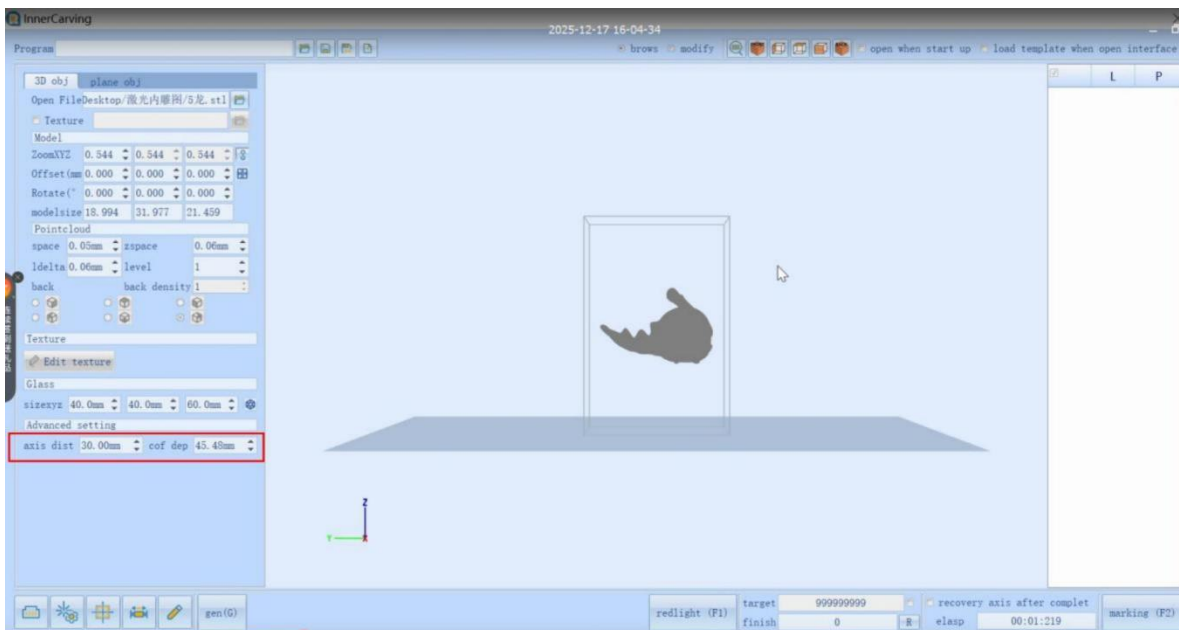 InnerCarving
2025-12-17 16-04-34
Program
brows modify open when start up load template when open interface
3D obj plane obj
L P
Open File Desktop/激光内雕图/5龙.stl
Texture
Model
ZoomXYZ 0.544 0.544 0.544
Offset(mm 0.000 0.000 0.000
Rotate(° 0.000 0.000 0.000
modelsize 18.994 31.977 21.459
Pointcloud
space 0.05mm zspace 0.06mm
ldelta 0.06mm level 1
back back density 1
Texture
Edit texture
Glass
sizexyz 40.0mm 40.0mm 60.0mm
Advanced setting
axis dist 30.00mm cof dep 45.48mm
Z
Y
gen(G)
redlight (F1)
target 999999999 recovery axis after complet
finish 0 R elasp 00:01:219
marking (F2)